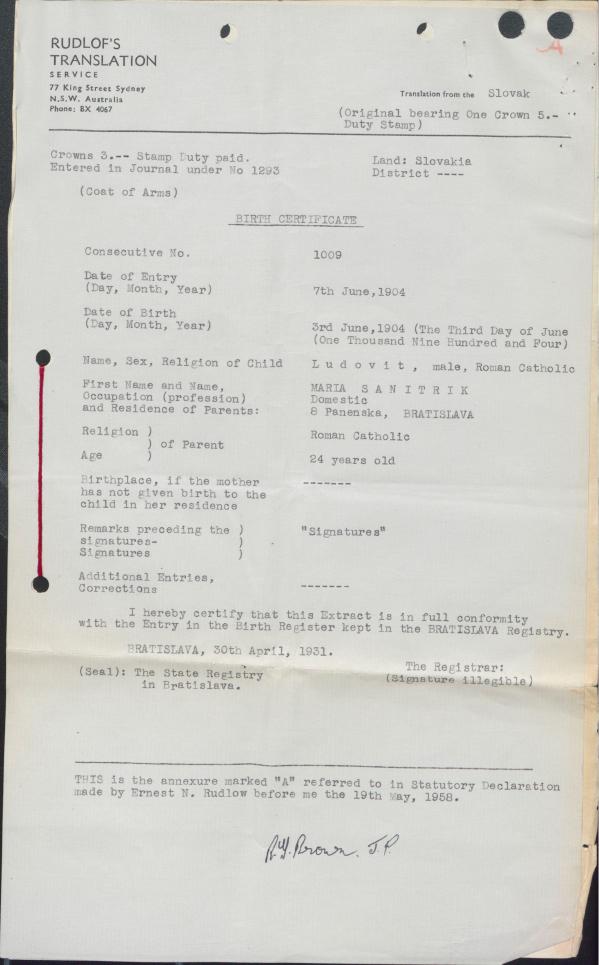 RUDLOF'S
TRANSLATION
SERVICE
77 King Street Sydney
N.S.W. Australia
Phone: BX 4067
A
Translation from the Slovak
(Original bearing One Crown 5.-
Duty Stamp)
Crowns 3.-- Stamp Duty paid.
Entered in Journal under No 1293
Land: Slovakia
District ----
(Coat of Arms)
BIRTH CERTIFICATE
Consecutive No. 1009
Date of Entry
(Day, Month, Year) 7th June,1904
Date of Birth
(Day, Month, Year) 3rd June,1904 (The Third Day of June
(One Thousand Nine Hundred and Four)
Name, Sex, Religion of Child L u d o v i t , male, Roman Catholic
First Name and Name, MARIA S A N I T R I K
Occupation (profession) Domestic
and Residence of Parents: 8 Panenska, BRATISLAVA
Religion ) Roman Catholic
) of Parent
Age ) 24 years old
Birthplace, if the mother -------
has not given birth to the
child in her residence
Remarks preceding the ) "Signatures"
signatures- )
Signatures )
Additional Entries,
Corrections -------
I hereby certify that this Extract is in full conformity
with the Entry in the Birth Register kept in the BRATISLAVA Registry.
BRATISLAVA, 30th April, 1931.
(Seal): The State Registry
in Bratislava.
The Registrar:
(Signature illegible)
THIS is the annexure marked "A" referred to in Statutory Declaration
made by Ernest N. Rudlow before me the 19th May, 1958.
R.Y. Brown. J.P.